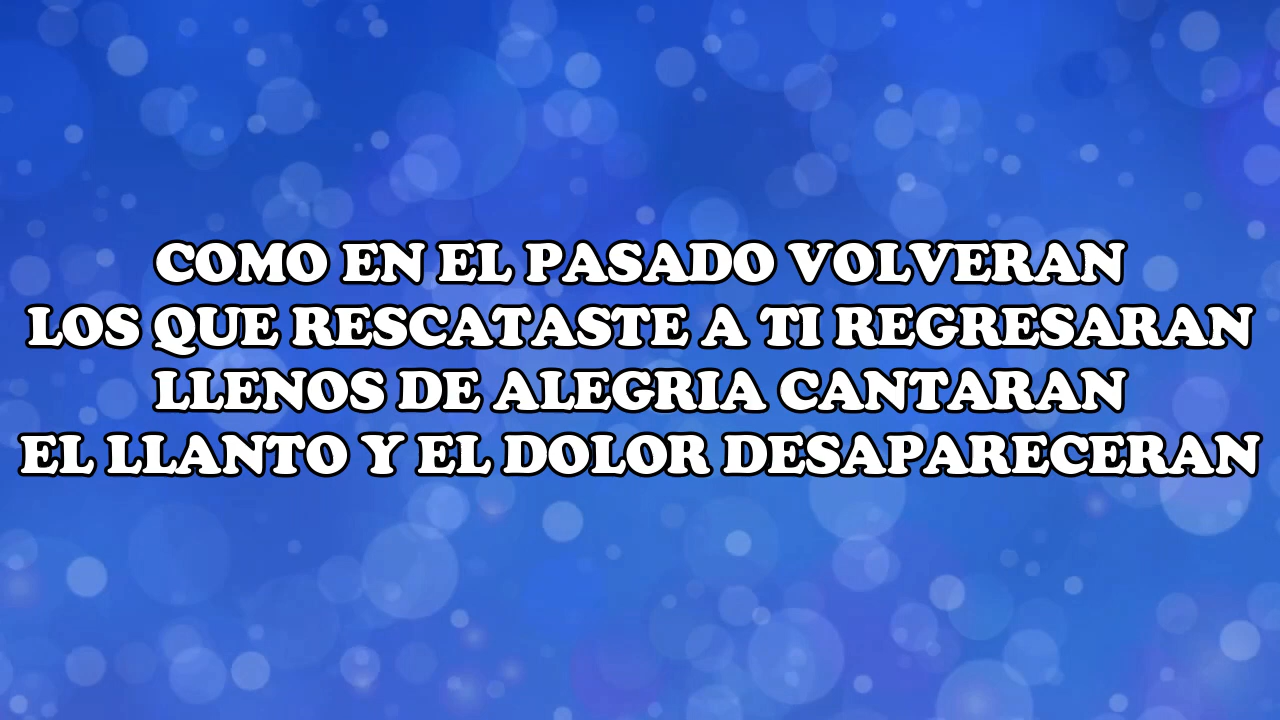 COMO EN EL PASADO VOLVERAN
LOS QUE RESCATASTE A TI REGRESARAN
LLENOS DE ALEGRIA CANTARAN
EL LLANTO Y EL DOLOR DESAPARECERAN